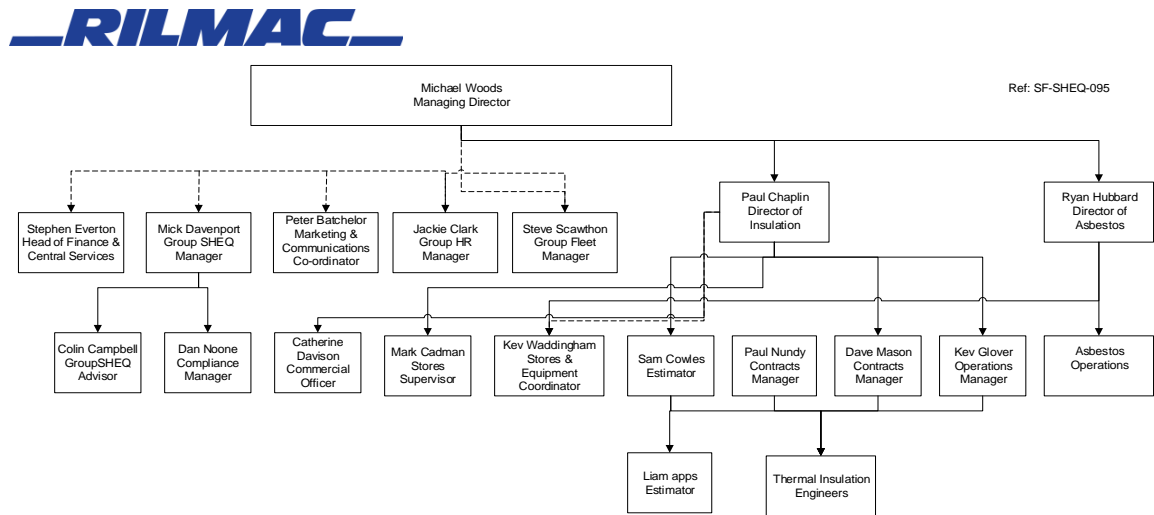 RILMAC
Michael Woods
Managing Director
Ref: SF-SHEQ-095
Stephen Everton
Head of Finance &
Central Services
Mick Davenport
Group SHEQ
Manager
Peter Batchelor
Marketing &
Communications
Co-ordinator
Jackie Clark
Group HR
Manager
Steve Scawthon
Group Fleet
Manager
Paul Chaplin
Director of
Insulation
Ryan Hubbard
Director of
Asbestos
Colin Campbell
GroupSHEQ
Advisor
Dan Noone
Compliance
Manager
Catherine
Davison
Commercial
Officer
Mark Cadman
Stores
Supervisor
Kev Waddingham
Stores &
Equipment
Coordinator
Sam Cowles
Estimator
Paul Nundy
Contracts
Manager
Dave Mason
Contracts
Manager
Kev Glover
Operations
Manager
Asbestos
Operations
Liam apps
Estimator
Thermal Insulation
Engineers